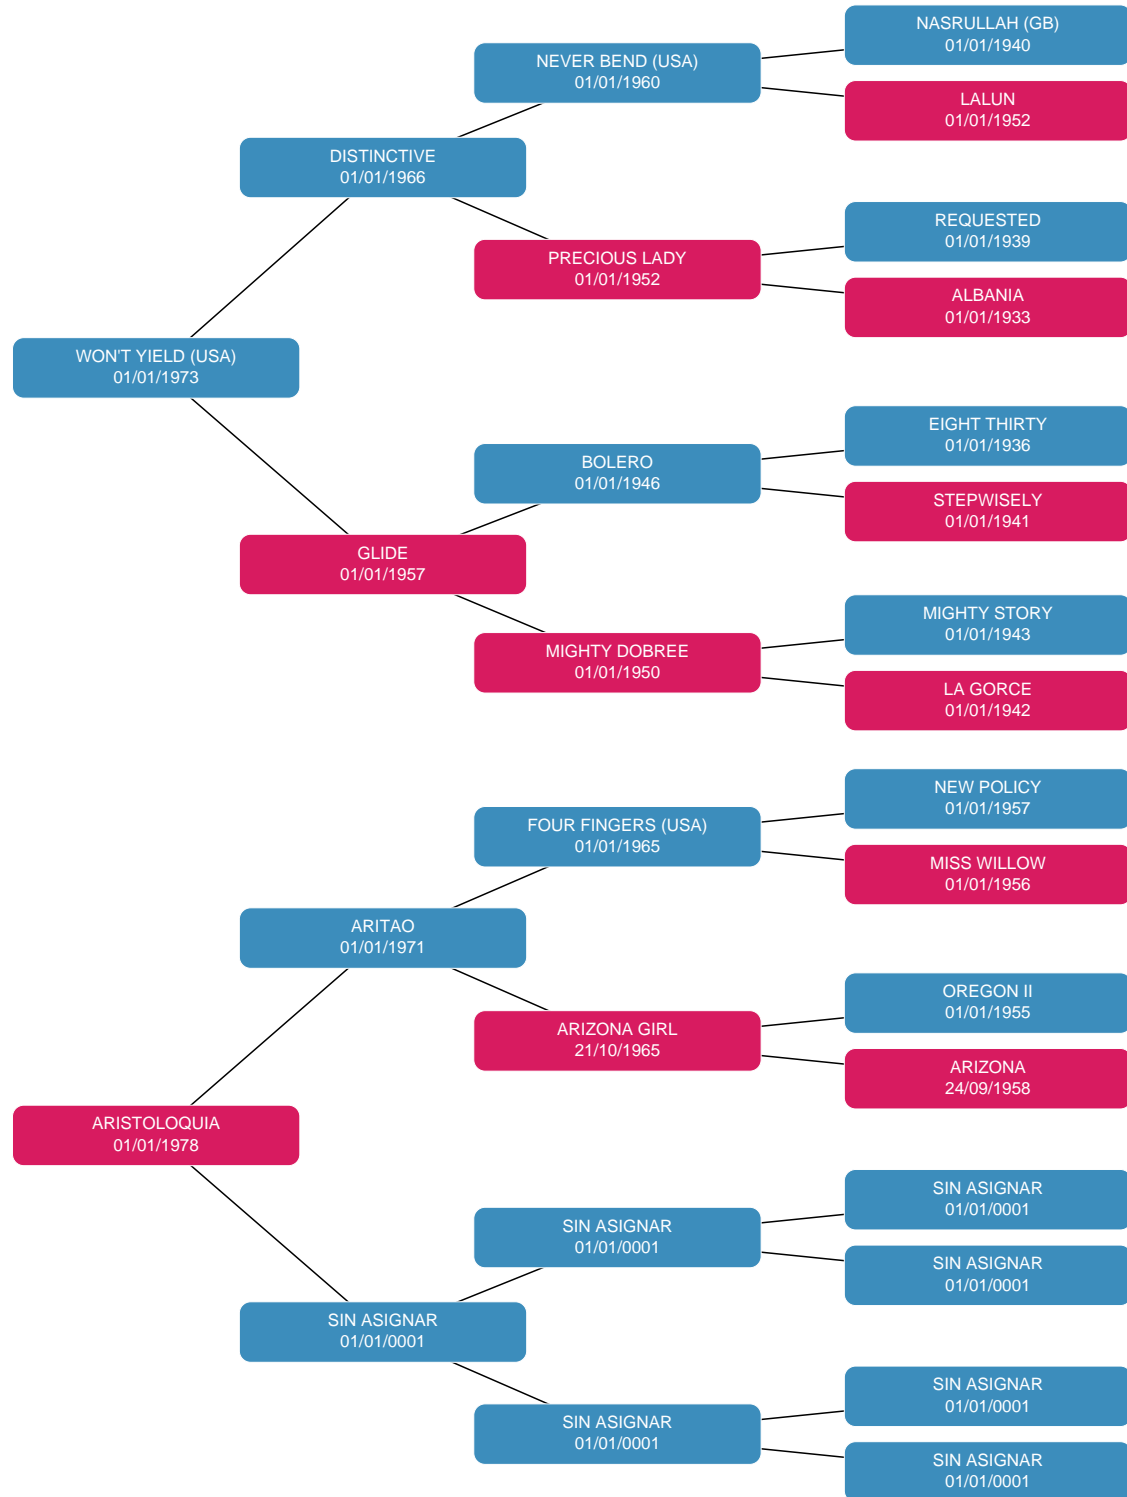 NASRULLAH (GB)
01/01/1940
NEVER BEND (USA)
01/01/1960
LALUN
01/01/1952
DISTINCTIVE
01/01/1966
REQUESTED
01/01/1939
PRECIOUS LADY
01/01/1952
ALBANIA
01/01/1933
WON'T YIELD (USA)
01/01/1973
EIGHT THIRTY
01/01/1936
BOLERO
01/01/1946
STEPWISELY
01/01/1941
GLIDE
01/01/1957
MIGHTY STORY
01/01/1943
MIGHTY DOBREE
01/01/1950
LA GORCE
01/01/1942
NEW POLICY
01/01/1957
FOUR FINGERS (USA)
01/01/1965
MISS WILLOW
01/01/1956
ARITAO
01/01/1971
OREGON II
01/01/1955
ARIZONA GIRL
21/10/1965
ARIZONA
24/09/1958
ARISTOLOQUIA
01/01/1978
SIN ASIGNAR
01/01/0001
SIN ASIGNAR
01/01/0001
SIN ASIGNAR
01/01/0001
SIN ASIGNAR
01/01/0001
SIN ASIGNAR
01/01/0001
SIN ASIGNAR
01/01/0001
SIN ASIGNAR
01/01/0001